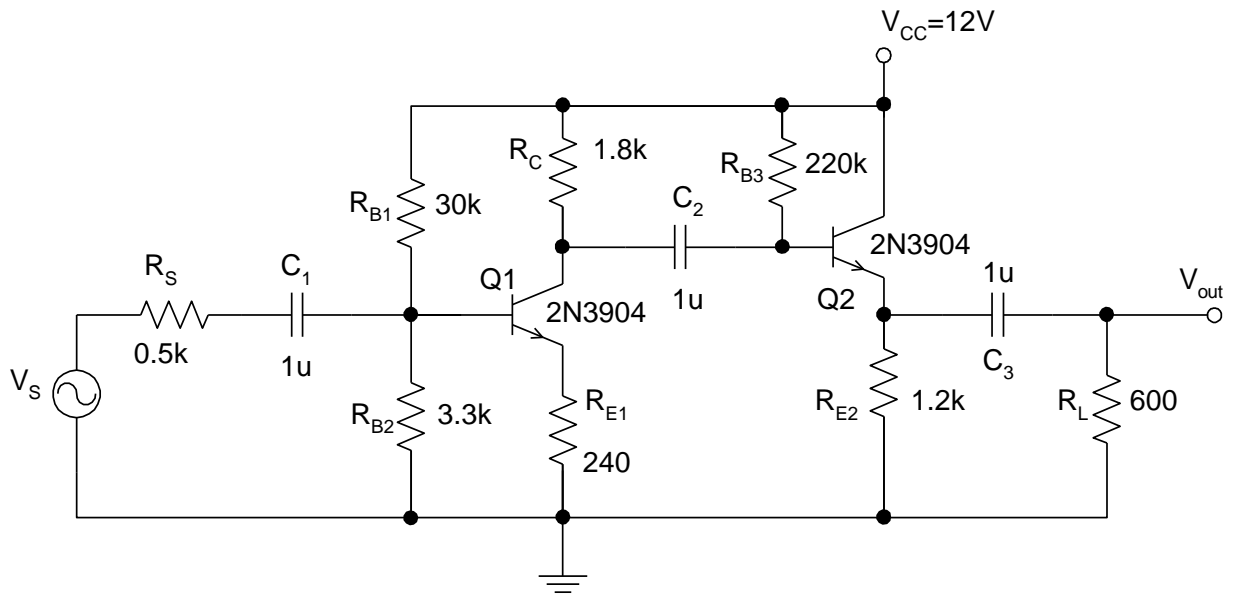 V_CC=12V
R_C
1.8k
R_B3
220k
R_B1
30k
C_2
1u
2N3904
Q2
R_S
0.5k
C_1
1u
Q1
2N3904
1u
C_3
V_out
V_S
R_B2
3.3k
R_E1
240
R_E2
1.2k
R_L
600